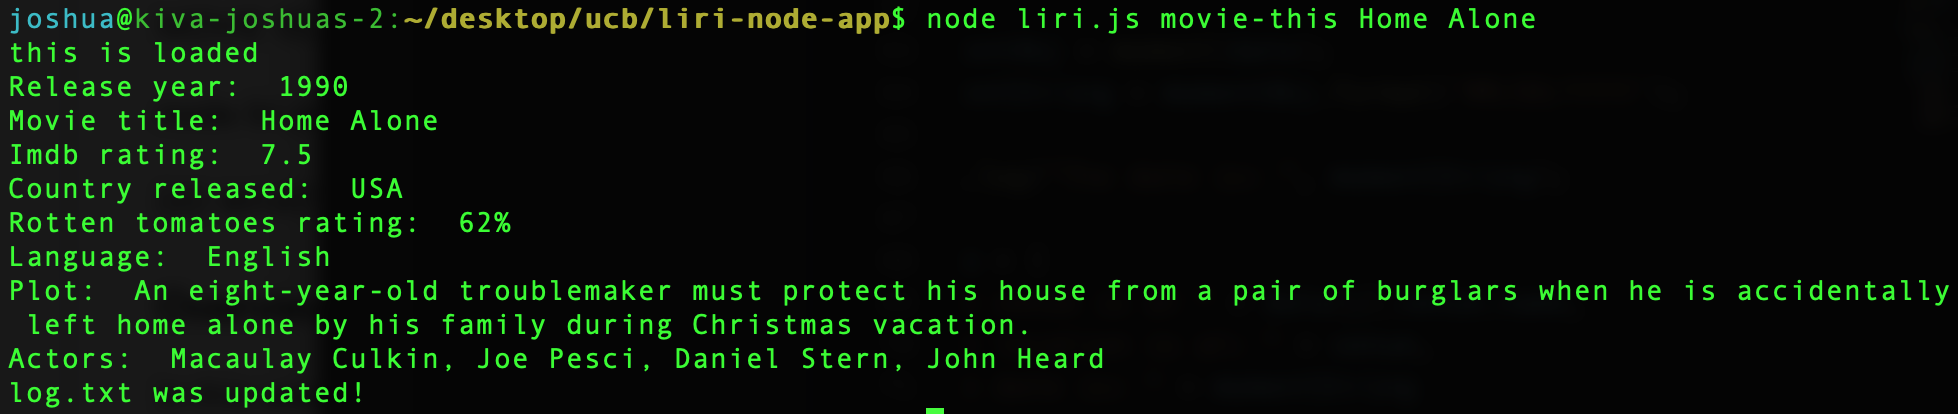 joshua@kiva-joshuas-2:~/desktop/ucb/liri-node-app$ node liri.js movie-this Home Alone
this is loaded
Release year:  1990
Movie title:  Home Alone
Imdb rating:  7.5
Country released:  USA
Rotten tomatoes rating:  62%
Language:  English
Plot:  An eight-year-old troublemaker must protect his house from a pair of burglars when he is accidentally
 left home alone by his family during Christmas vacation.
Actors:  Macaulay Culkin, Joe Pesci, Daniel Stern, John Heard
log.txt was updated!